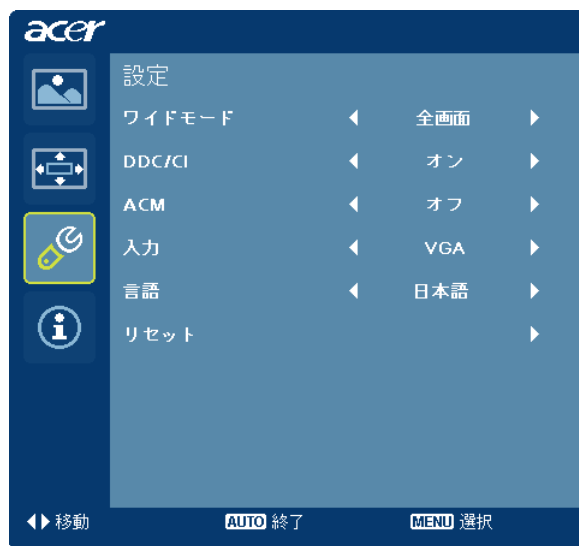 acer
設定
ワイドモード 全画面
DDC/CI オン
ACM オフ
入力 VGA
言語 日本語
リセット
移動 AUTO 終了 MENU 選択